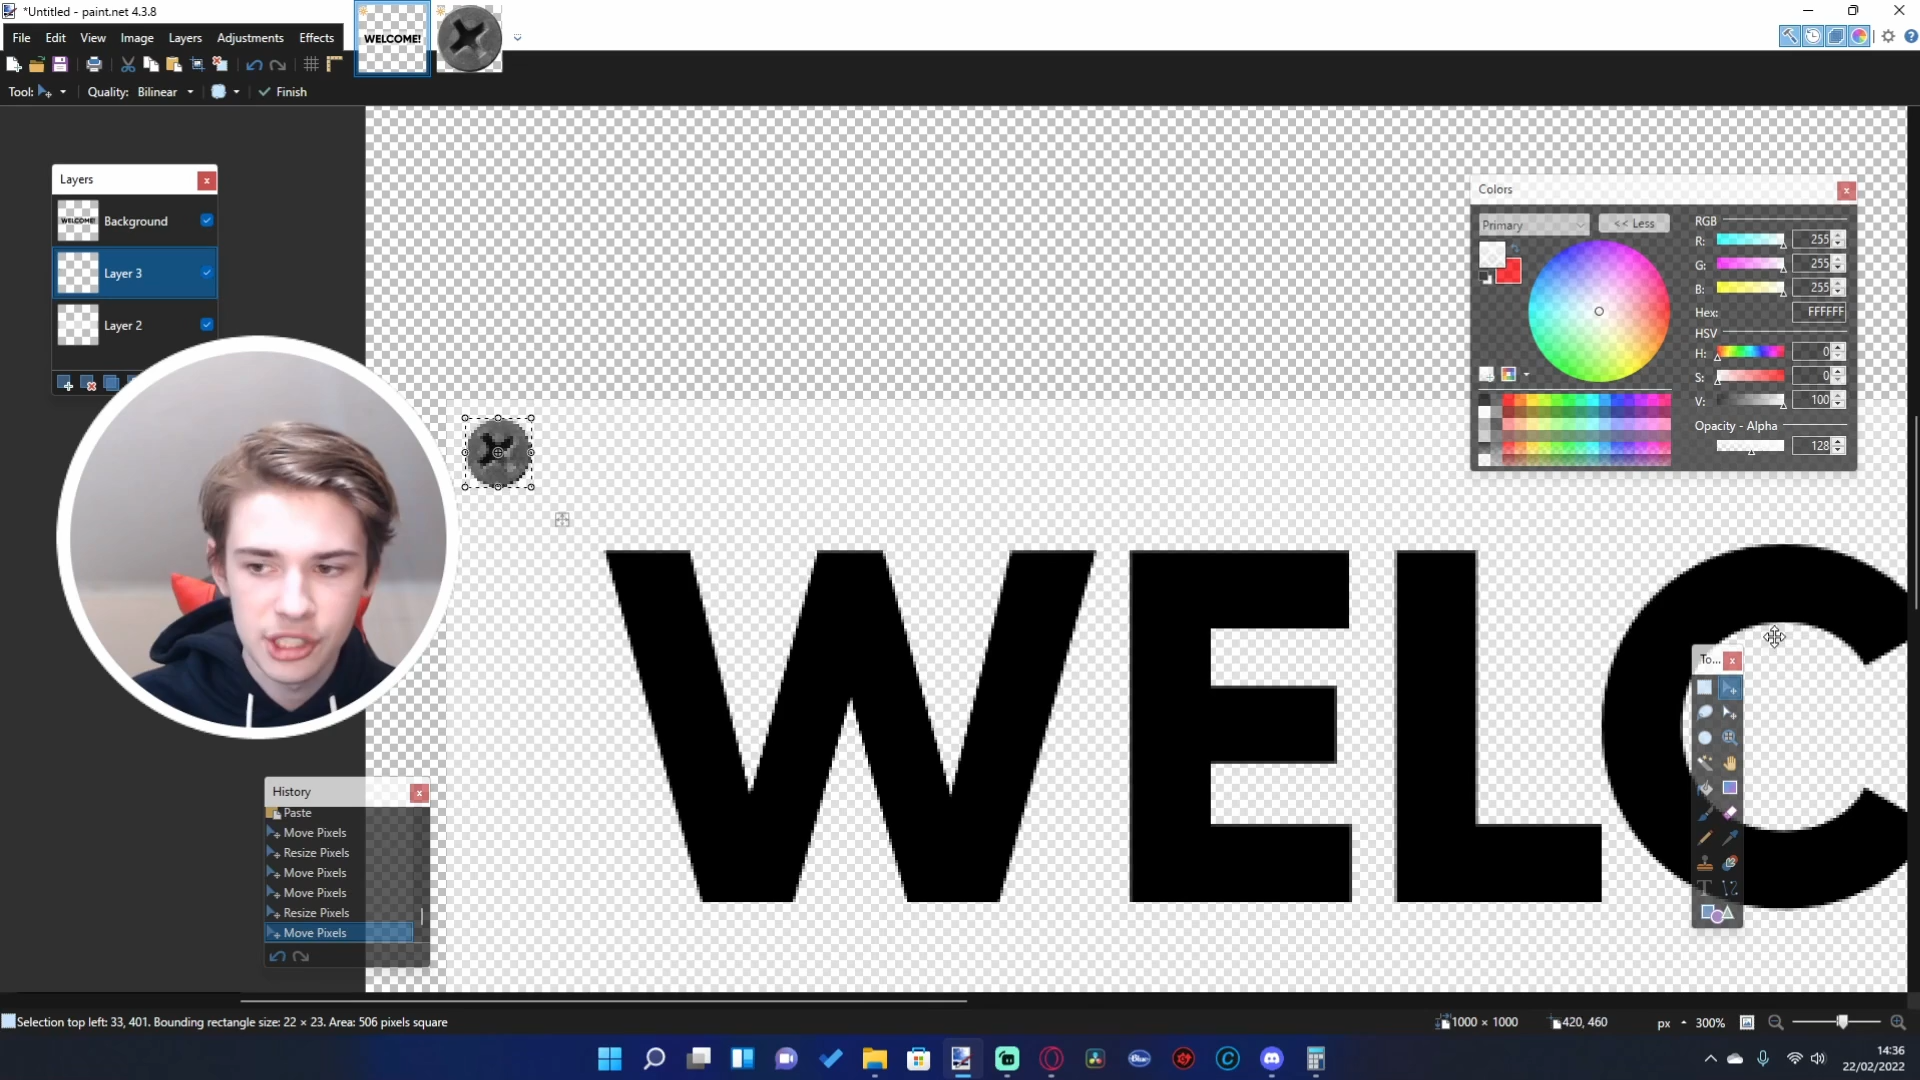 *Untitled - paint.net 4.3.8
WELCOME!
File Edit View Image Layers Adjustments Effects
Tool: Quality: Bilinear Finish
Layers
Background
WELCOME!
Layer 3
Layer 2
Colors
Primary
<< Less
RGB
R: 255
G: 255
B: 255
Hex: FFFFFF
HSV
H: 0
S: 0
V: 100
Opacity - Alpha
128
WELC
To...
History
Paste
Move Pixels
Resize Pixels
Move Pixels
Move Pixels
Resize Pixels
Move Pixels
Selection top left: 33, 401. Bounding rectangle size: 22 × 23. Area: 506 pixels square
1000 × 1000
420, 460
px
300%
Blue
14:36
22/02/2022